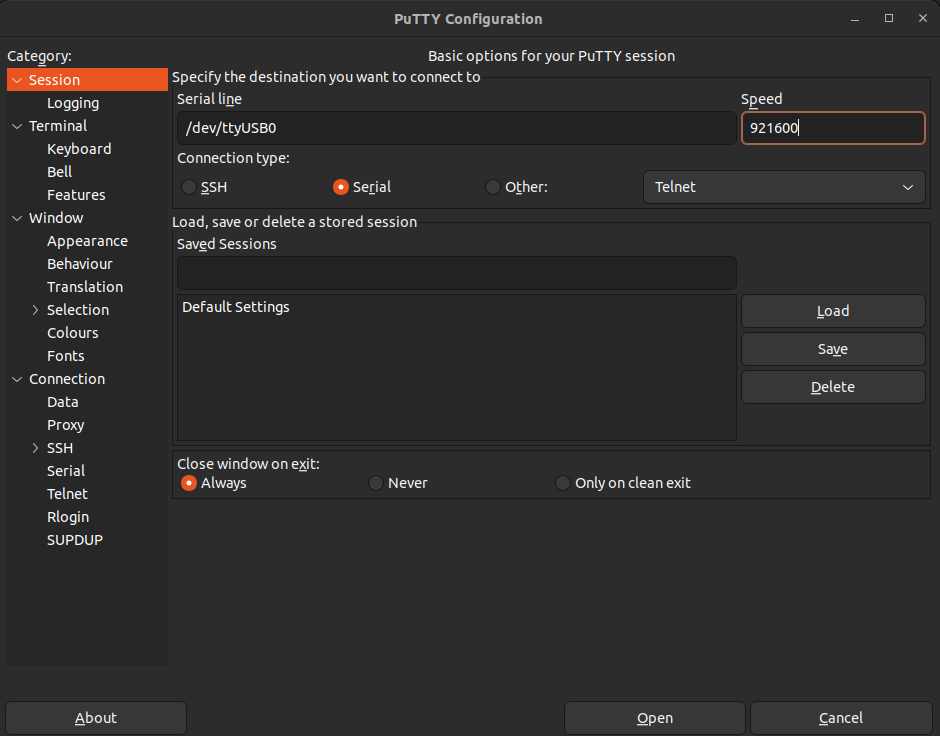 PuTTY Configuration
Category:
Session
Logging
Terminal
Keyboard
Bell
Features
Window
Appearance
Behaviour
Translation
Selection
Colours
Fonts
Connection
Data
Proxy
SSH
Serial
Telnet
Rlogin
SUPDUP
Basic options for your PuTTY session
Specify the destination you want to connect to
Serial line Speed
/dev/ttyUSB0 921600
Connection type:
SSH Serial Other: Telnet
Load, save or delete a stored session
Saved Sessions
Default Settings
Load
Save
Delete
Close window on exit:
Always Never Only on clean exit
About Open Cancel